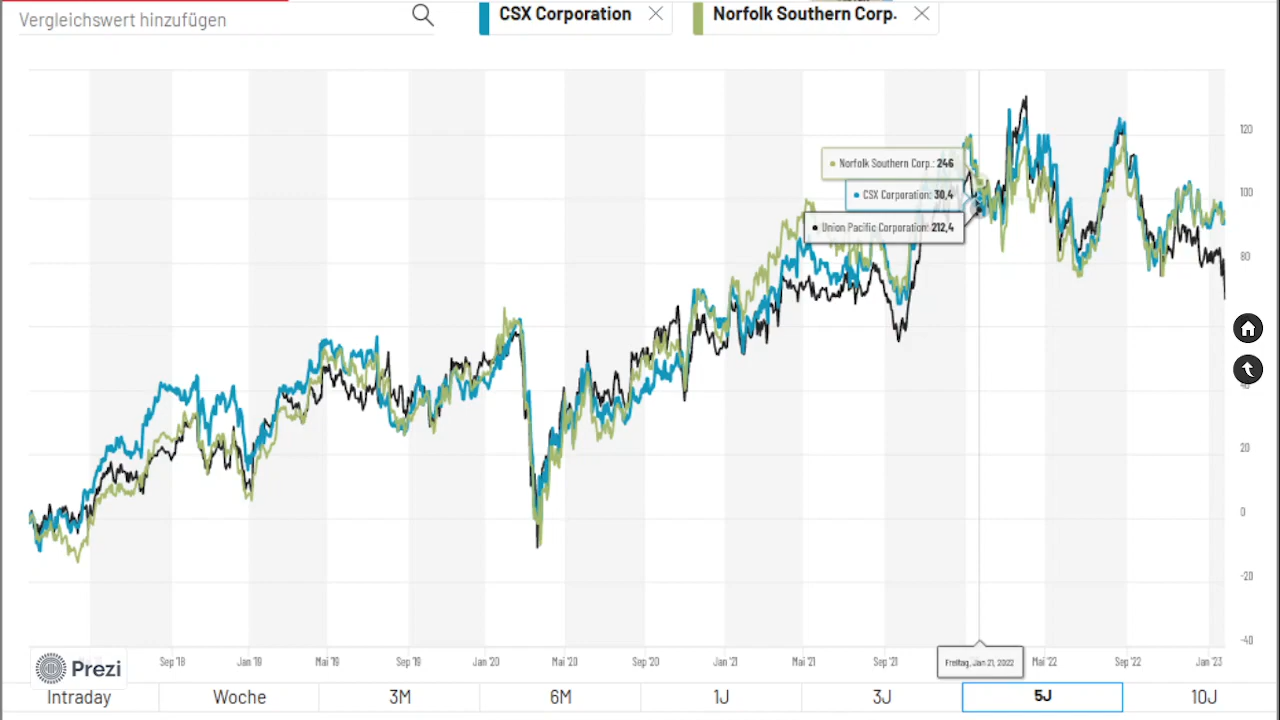 Vergleichswert hinzufügen
CSX Corporation
Norfolk Southern Corp.
120
100
80
40
20
0
-20
-40
Norfolk Southern Corp.: 246
CSX Corporation: 30,4
Union Pacific Corporation: 212,4
Sep '18
Jan '19
Mai '19
Sep '19
Jan '20
Mai '20
Sep '20
Jan '21
Mai '21
Sep '21
Freitag, Jan 21, 2022
Mai '22
Sep '22
Jan '23
Prezi
Intraday
Woche
3M
6M
1J
3J
5J
10J